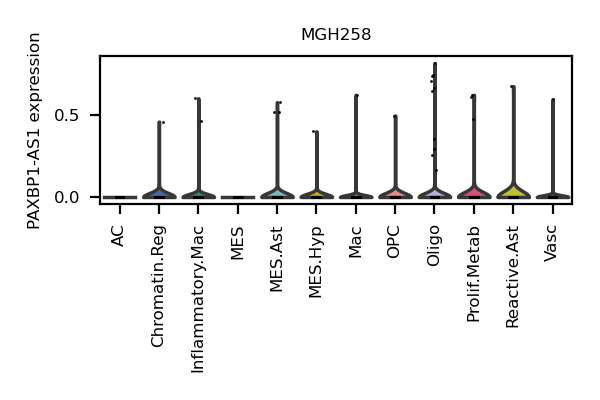 MGH258
PAXBP1-AS1 expression
0.5
0.0
AC
Chromatin.Reg
Inflammatory.Mac
MES
MES.Ast
MES.Hyp
Mac
OPC
Oligo
Prolif.Metab
Reactive.Ast
Vasc